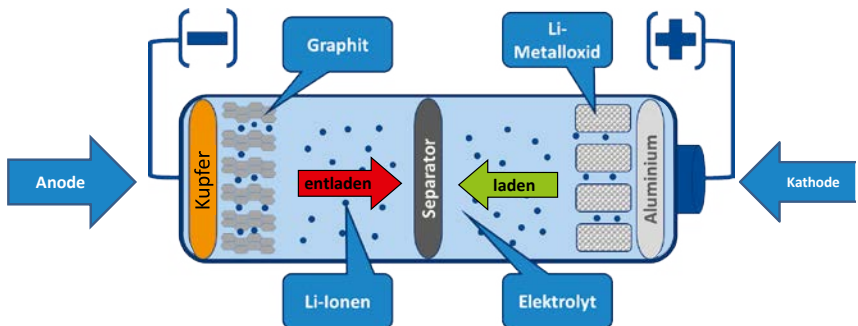 Graphit
Li-
Metalloxid
Anode
Kupfer
entladen
Separator
laden
Aluminium
Kathode
Li-Ionen
Elektrolyt